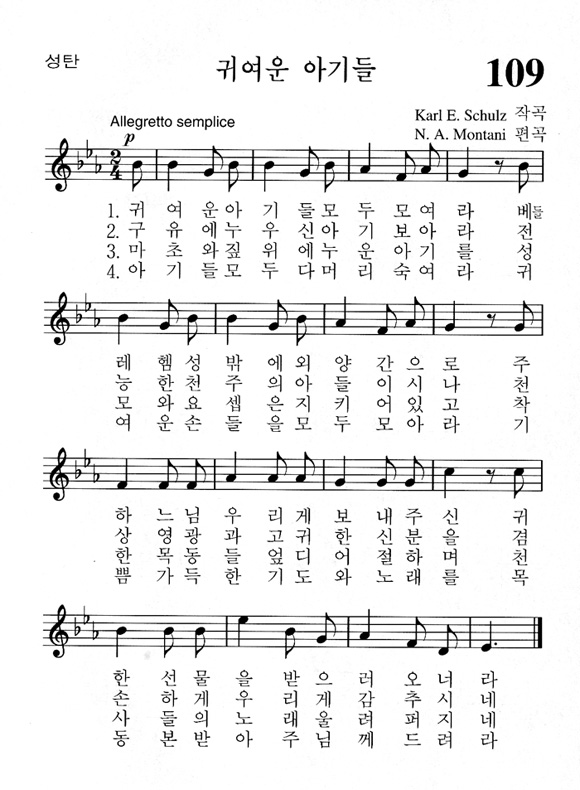 성탄
귀여운 아기들
109
Allegretto semplice
Karl E. Schulz 작곡
N. A. Montani 편곡
p
2
4
1. 귀 여 운아 기 들모 두 모여 라 베들
2. 구 유 에누 우 신아 기 보아 라 전
3. 마 초 와짚 위 에누 운 아기 를 성
4. 아 기 들모 두 다머 리 숙여 라 귀
레 헴 성 밖 에외 양 간으 로 주
능 한천 주 의아 들 이시 나 천
모 와요 셉 은지 키 어있 고 착
여 운손 들 을모 두 모아 라 기
하 느님 우 리게 보 내주 신 귀
상 영광 과 고귀 한 신분 을 겸
한 목동 들 엎디 어 절하 며 천
쁨 가득 한 기도 와 노래 를 목
한 선물 을 받으 러 오너 라
손 하게 우 리게 감 추시 네
사 들의 노 래울 려 퍼지 네
동 본받 아 주님 께 드려 라